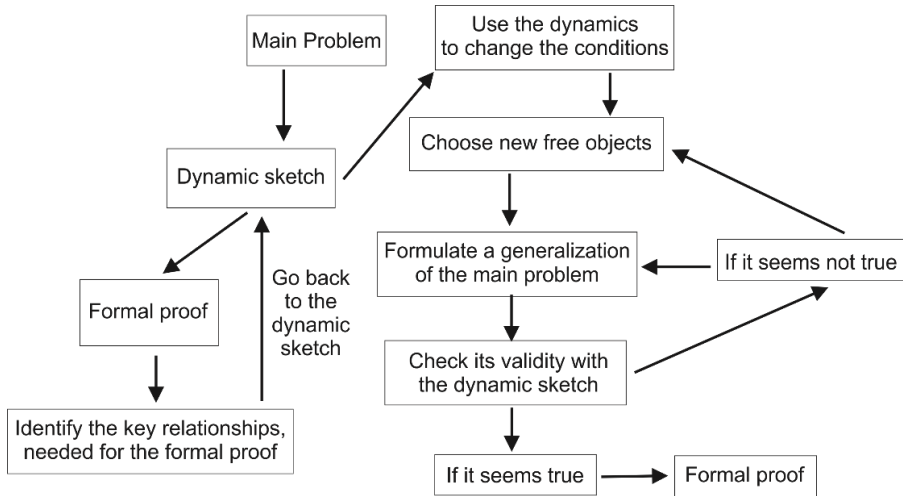 Main Problem
Use the dynamics
to change the conditions
Choose new free objects
Dynamic sketch
Formulate a generalization
of the main problem
If it seems not true
Formal proof
Go back
to the
dynamic
sketch
Check its validity with
the dynamic sketch
Identify the key relationships,
needed for the formal proof
If it seems true
Formal proof